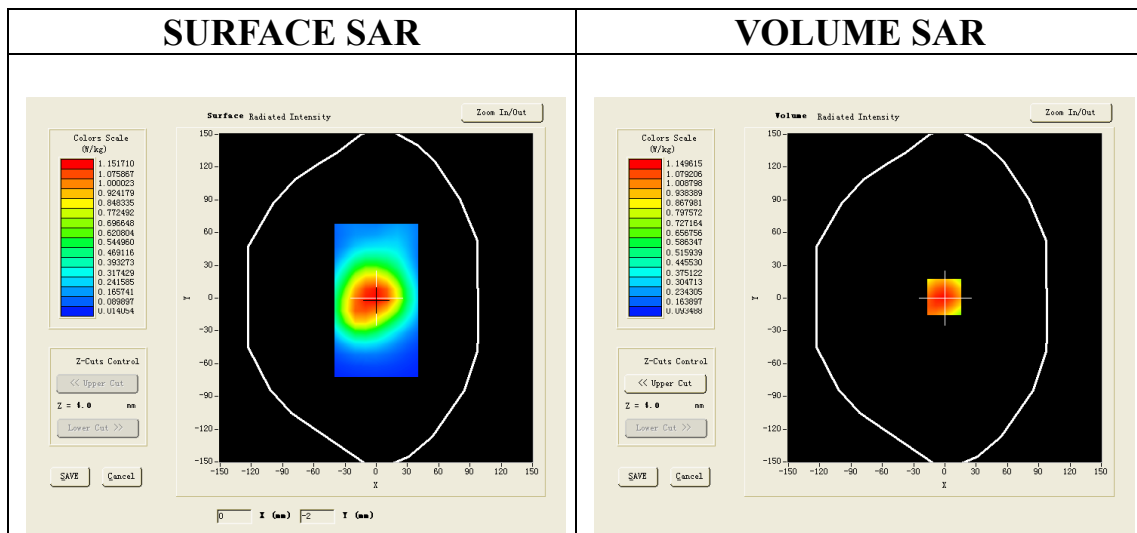 SURFACE SAR
VOLUME SAR
Surface Radiated Intensity
Zoom In/Out
Colors Scale
(W/kg)
1.151710
1.075867
1.000023
0.924179
0.848335
0.772492
0.696648
0.620804
0.544960
0.469116
0.393273
0.317429
0.241585
0.165741
0.089897
0.014054
150
120
90
60
30
0
-30
-60
-90
-120
-150
Y
-150 -120 -90 -60 -30 0 30 60 90 120 150
X
Z-Cuts Control
<< Upper Cut
Z = 4.0 mm
Lower Cut >>
SAVE Cancel
0 X (mm) -2 Y (mm)
Volume Radiated Intensity
Zoom In/Out
Colors Scale
(W/kg)
1.149615
1.079206
1.008798
0.938389
0.867981
0.797572
0.727164
0.656756
0.586347
0.515939
0.445530
0.375122
0.304713
0.234305
0.163897
0.093488
150
120
90
60
30
0
-30
-60
-90
-120
-150
Y
-150 -120 -90 -60 -30 0 30 60 90 120 150
X
Z-Cuts Control
<< Upper Cut
Z = 4.0 mm
Lower Cut >>
SAVE Cancel